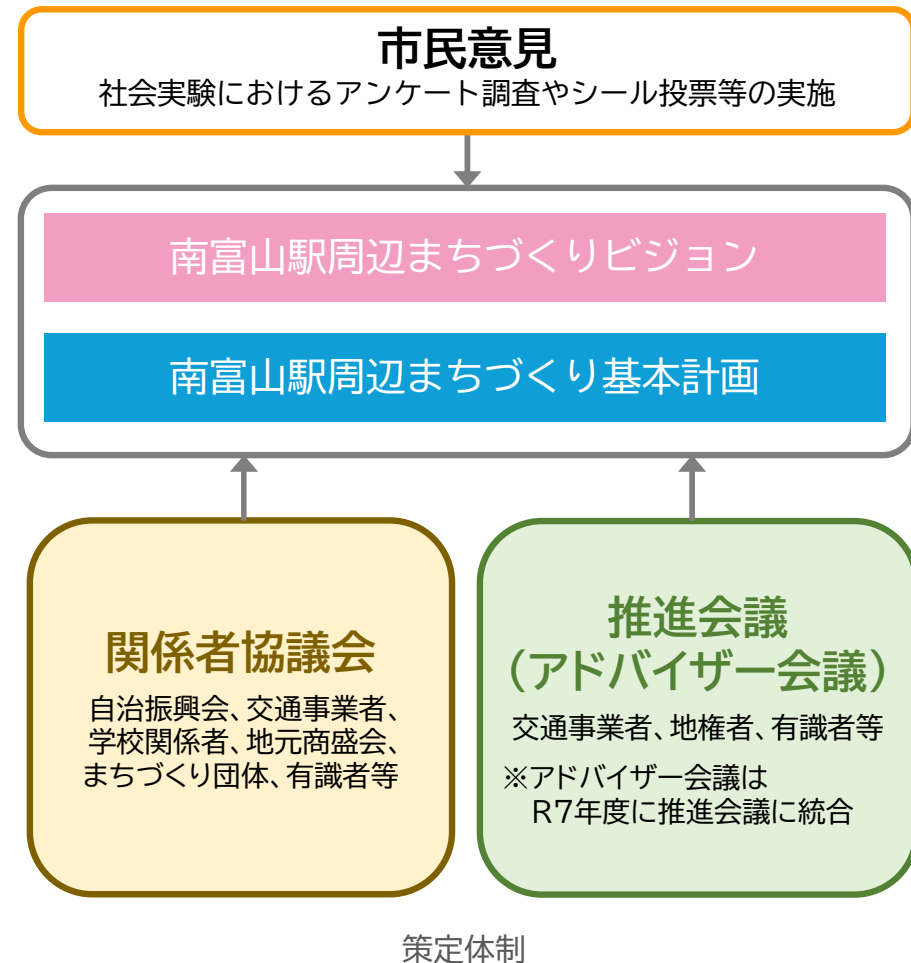 市民意見
社会実験におけるアンケート調査やシール投票等の実施
南富山駅周辺まちづくりビジョン
南富山駅周辺まちづくり基本計画
関係者協議会
自治振興会、交通事業者、
学校関係者、地元商盛会、
まちづくり団体、有識者等
推進会議
（アドバイザー会議）
交通事業者、地権者、有識者等
※アドバイザー会議は
R7年度に推進会議に統合
策定体制